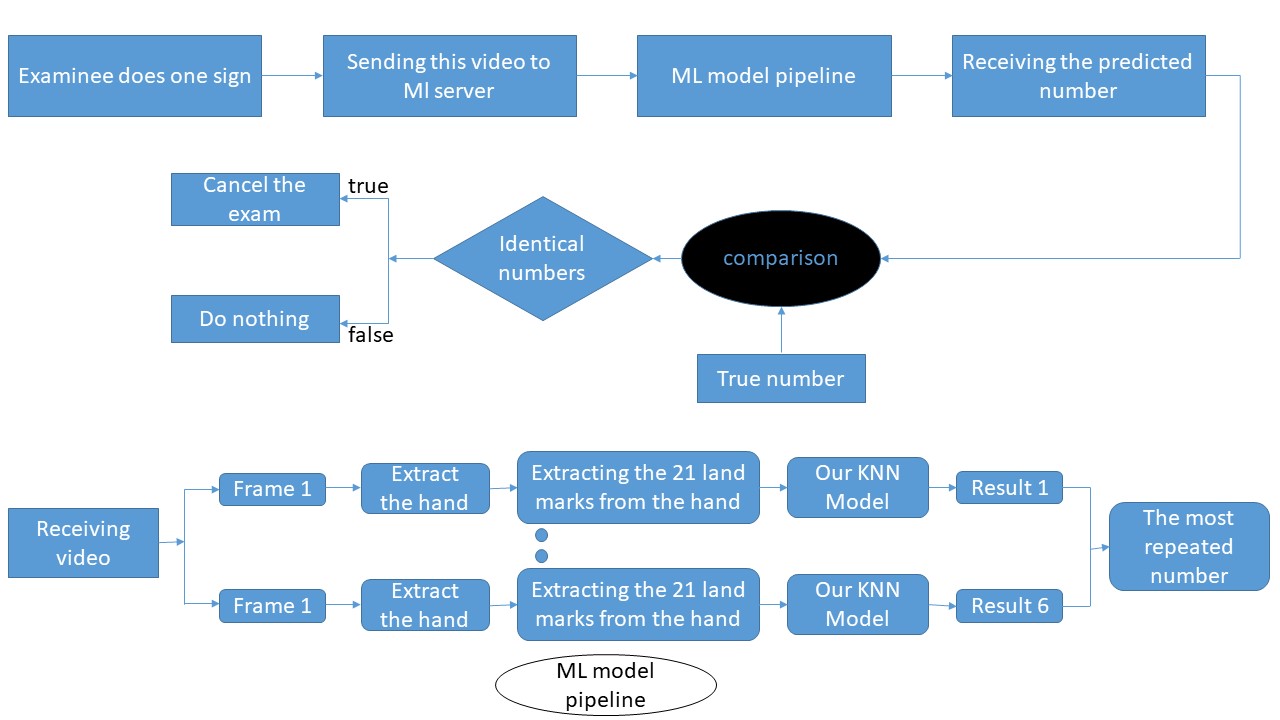 Examinee does one sign
Sending this video to
Ml server
ML model pipeline
Receiving the predicted
number
Cancel the
exam
true
Identical
numbers
comparison
Do nothing
false
True number
Receiving
video
Frame 1
Extract
the hand
Extracting the 21 land
marks from the hand
Our KNN
Model
Result 1
The most
repeated
number
Frame 1
Extract
the hand
Extracting the 21 land
marks from the hand
Our KNN
Model
Result 6
ML model
pipeline